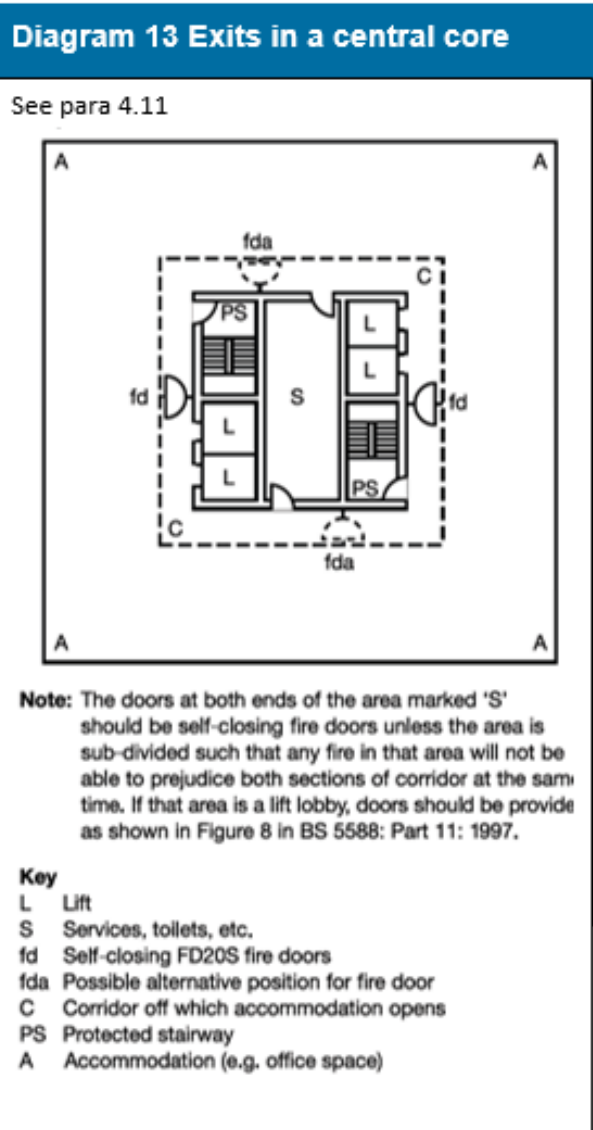 Diagram 13 Exits in a central core
See para 4.11
A
A
fda
C
PS
L
L
fd
S
fd
L
L
PS
C
fda
A
A
Note: The doors at both ends of the area marked 'S'
should be self-closing fire doors unless the area is
sub-divided such that any fire in that area will not be
able to prejudice both sections of corridor at the sam
time. If that area is a lift lobby, doors should be provide
as shown in Figure 8 in BS 5588: Part 11: 1997.
Key
L Lift
S Services, toilets, etc.
fd Self-closing FD20S fire doors
fda Possible alternative position for fire door
C Corridor off which accommodation opens
PS Protected stairway
A Accommodation (e.g. office space)